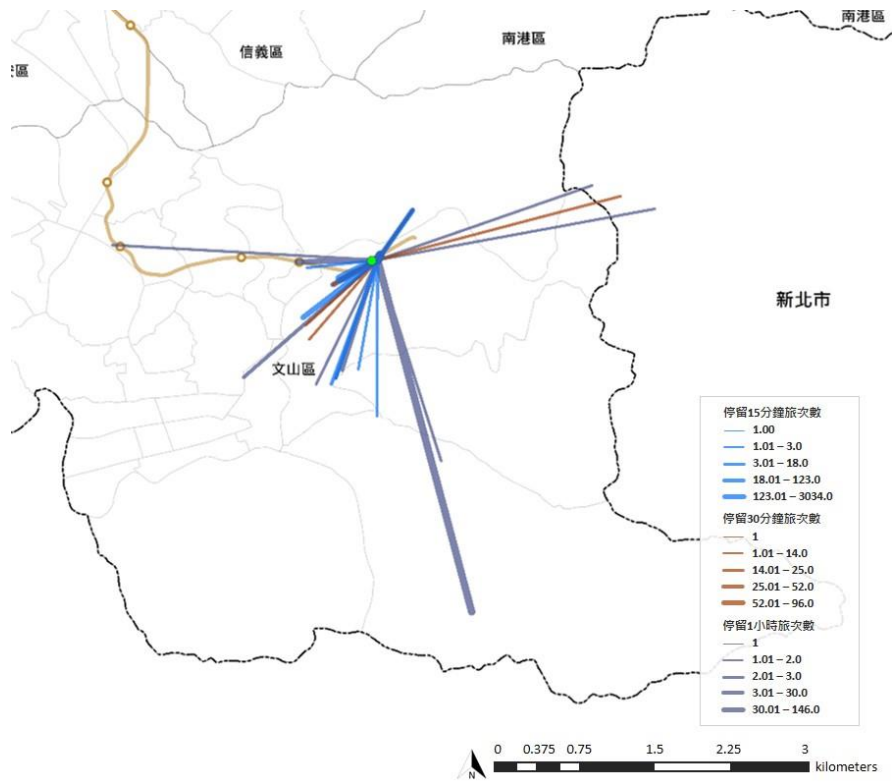 南港區
南港區
信義區
安區
新北市
文山區
停留15分鐘旅次數
1.00
1.01 – 3.0
3.01 – 18.0
18.01 – 123.0
123.01 – 3034.0
停留30分鐘旅次數
1
1.01 – 14.0
14.01 – 25.0
25.01 – 52.0
52.01 – 96.0
停留1小時旅次數
1
1.01 – 2.0
2.01 – 3.0
3.01 – 30.0
30.01 – 146.0
0 0.375 0.75 1.5 2.25 3
kilometers
N